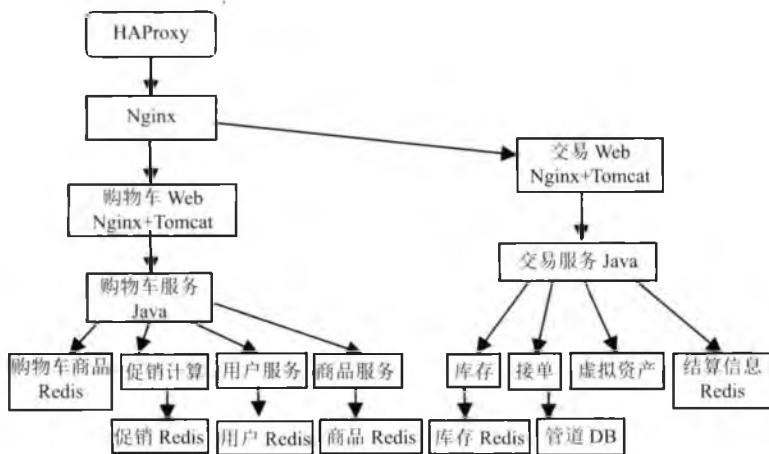 HAProxy
Nginx
交易 Web
Nginx+Tomcat
购物车 Web
Nginx+Tomcat
交易服务 Java
购物车服务
Java
购物车商品
Redis
促销计算
用户服务
商品服务
库存
接单
虚拟资产
结算信息
Redis
促销 Redis
用户 Redis
商品 Redis
库存 Redis
管道 DB